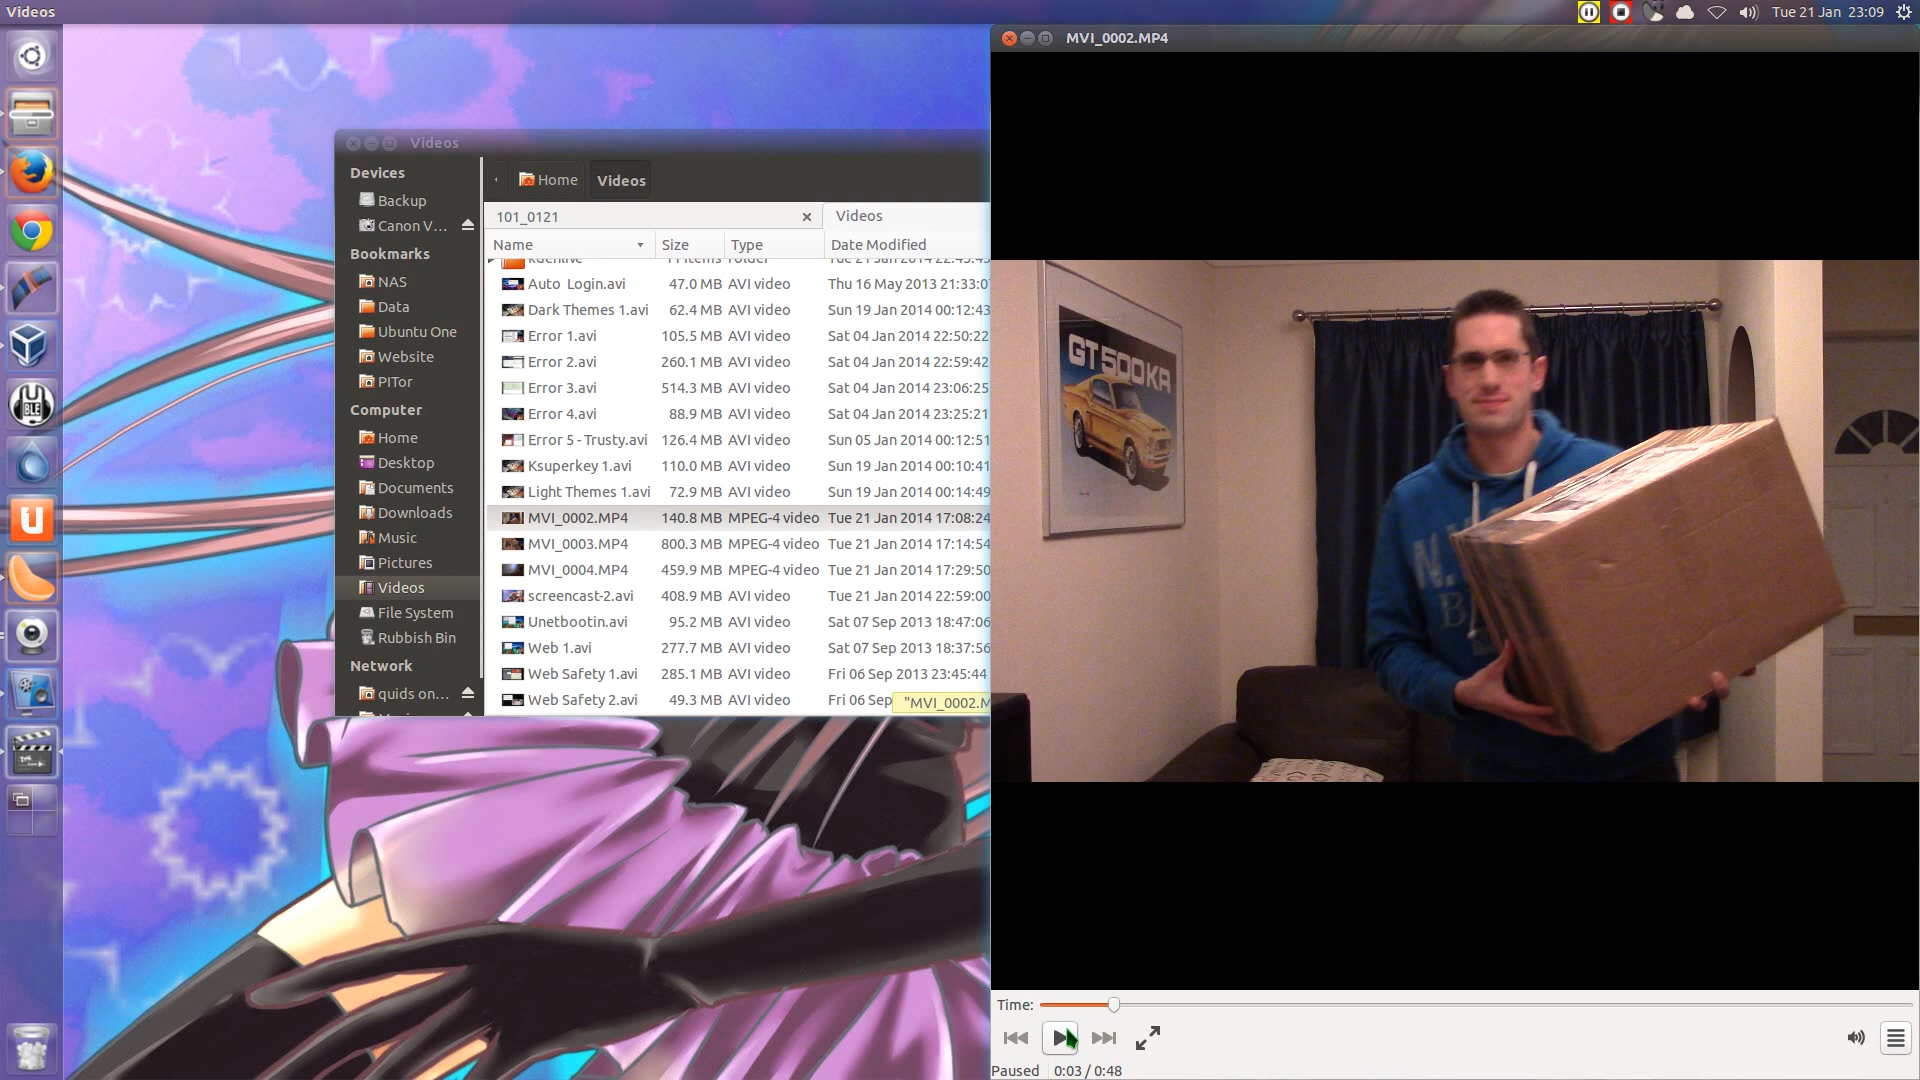 Videos
Tue 21 Jan 23:09
MVI_0002.MP4
Videos
Devices
Backup
Canon V...
Bookmarks
NAS
Data
Ubuntu One
Website
PITor
Computer
Home
Desktop
Documents
Downloads
Music
Pictures
Videos
File System
Rubbish Bin
Network
quids on...
Home Videos
101_0121 Videos
Name Size Type Date Modified
Auto Login.avi 47.0 MB AVI video Thu 16 May 2013 21:33:0
Dark Themes 1.avi 62.4 MB AVI video Sun 19 Jan 2014 00:12:43
Error 1.avi 105.5 MB AVI video Sat 04 Jan 2014 22:50:22
Error 2.avi 260.1 MB AVI video Sat 04 Jan 2014 22:59:42
Error 3.avi 514.3 MB AVI video Sat 04 Jan 2014 23:06:25
Error 4.avi 88.9 MB AVI video Sat 04 Jan 2014 23:25:21
Error 5 - Trusty.avi 126.4 MB AVI video Sun 05 Jan 2014 00:12:51
Ksuperkey 1.avi 110.0 MB AVI video Sun 19 Jan 2014 00:10:41
Light Themes 1.avi 72.9 MB AVI video Sun 19 Jan 2014 00:14:49
MVI_0002.MP4 140.8 MB MPEG-4 video Tue 21 Jan 2014 17:08:24
MVI_0003.MP4 800.3 MB MPEG-4 video Tue 21 Jan 2014 17:14:54
MVI_0004.MP4 459.9 MB MPEG-4 video Tue 21 Jan 2014 17:29:50
screencast-2.avi 408.9 MB AVI video Tue 21 Jan 2014 22:59:00
Unetbootin.avi 95.2 MB AVI video Sat 07 Sep 2013 18:47:06
Web 1.avi 277.7 MB AVI video Sat 07 Sep 2013 18:37:56
Web Safety 1.avi 285.1 MB AVI video Fri 06 Sep 2013 23:45:44
Web Safety 2.avi 49.3 MB AVI video Fri 06 Sep
"MVI_0002.M
GT500KR
Time:
Paused 0:03 / 0:48